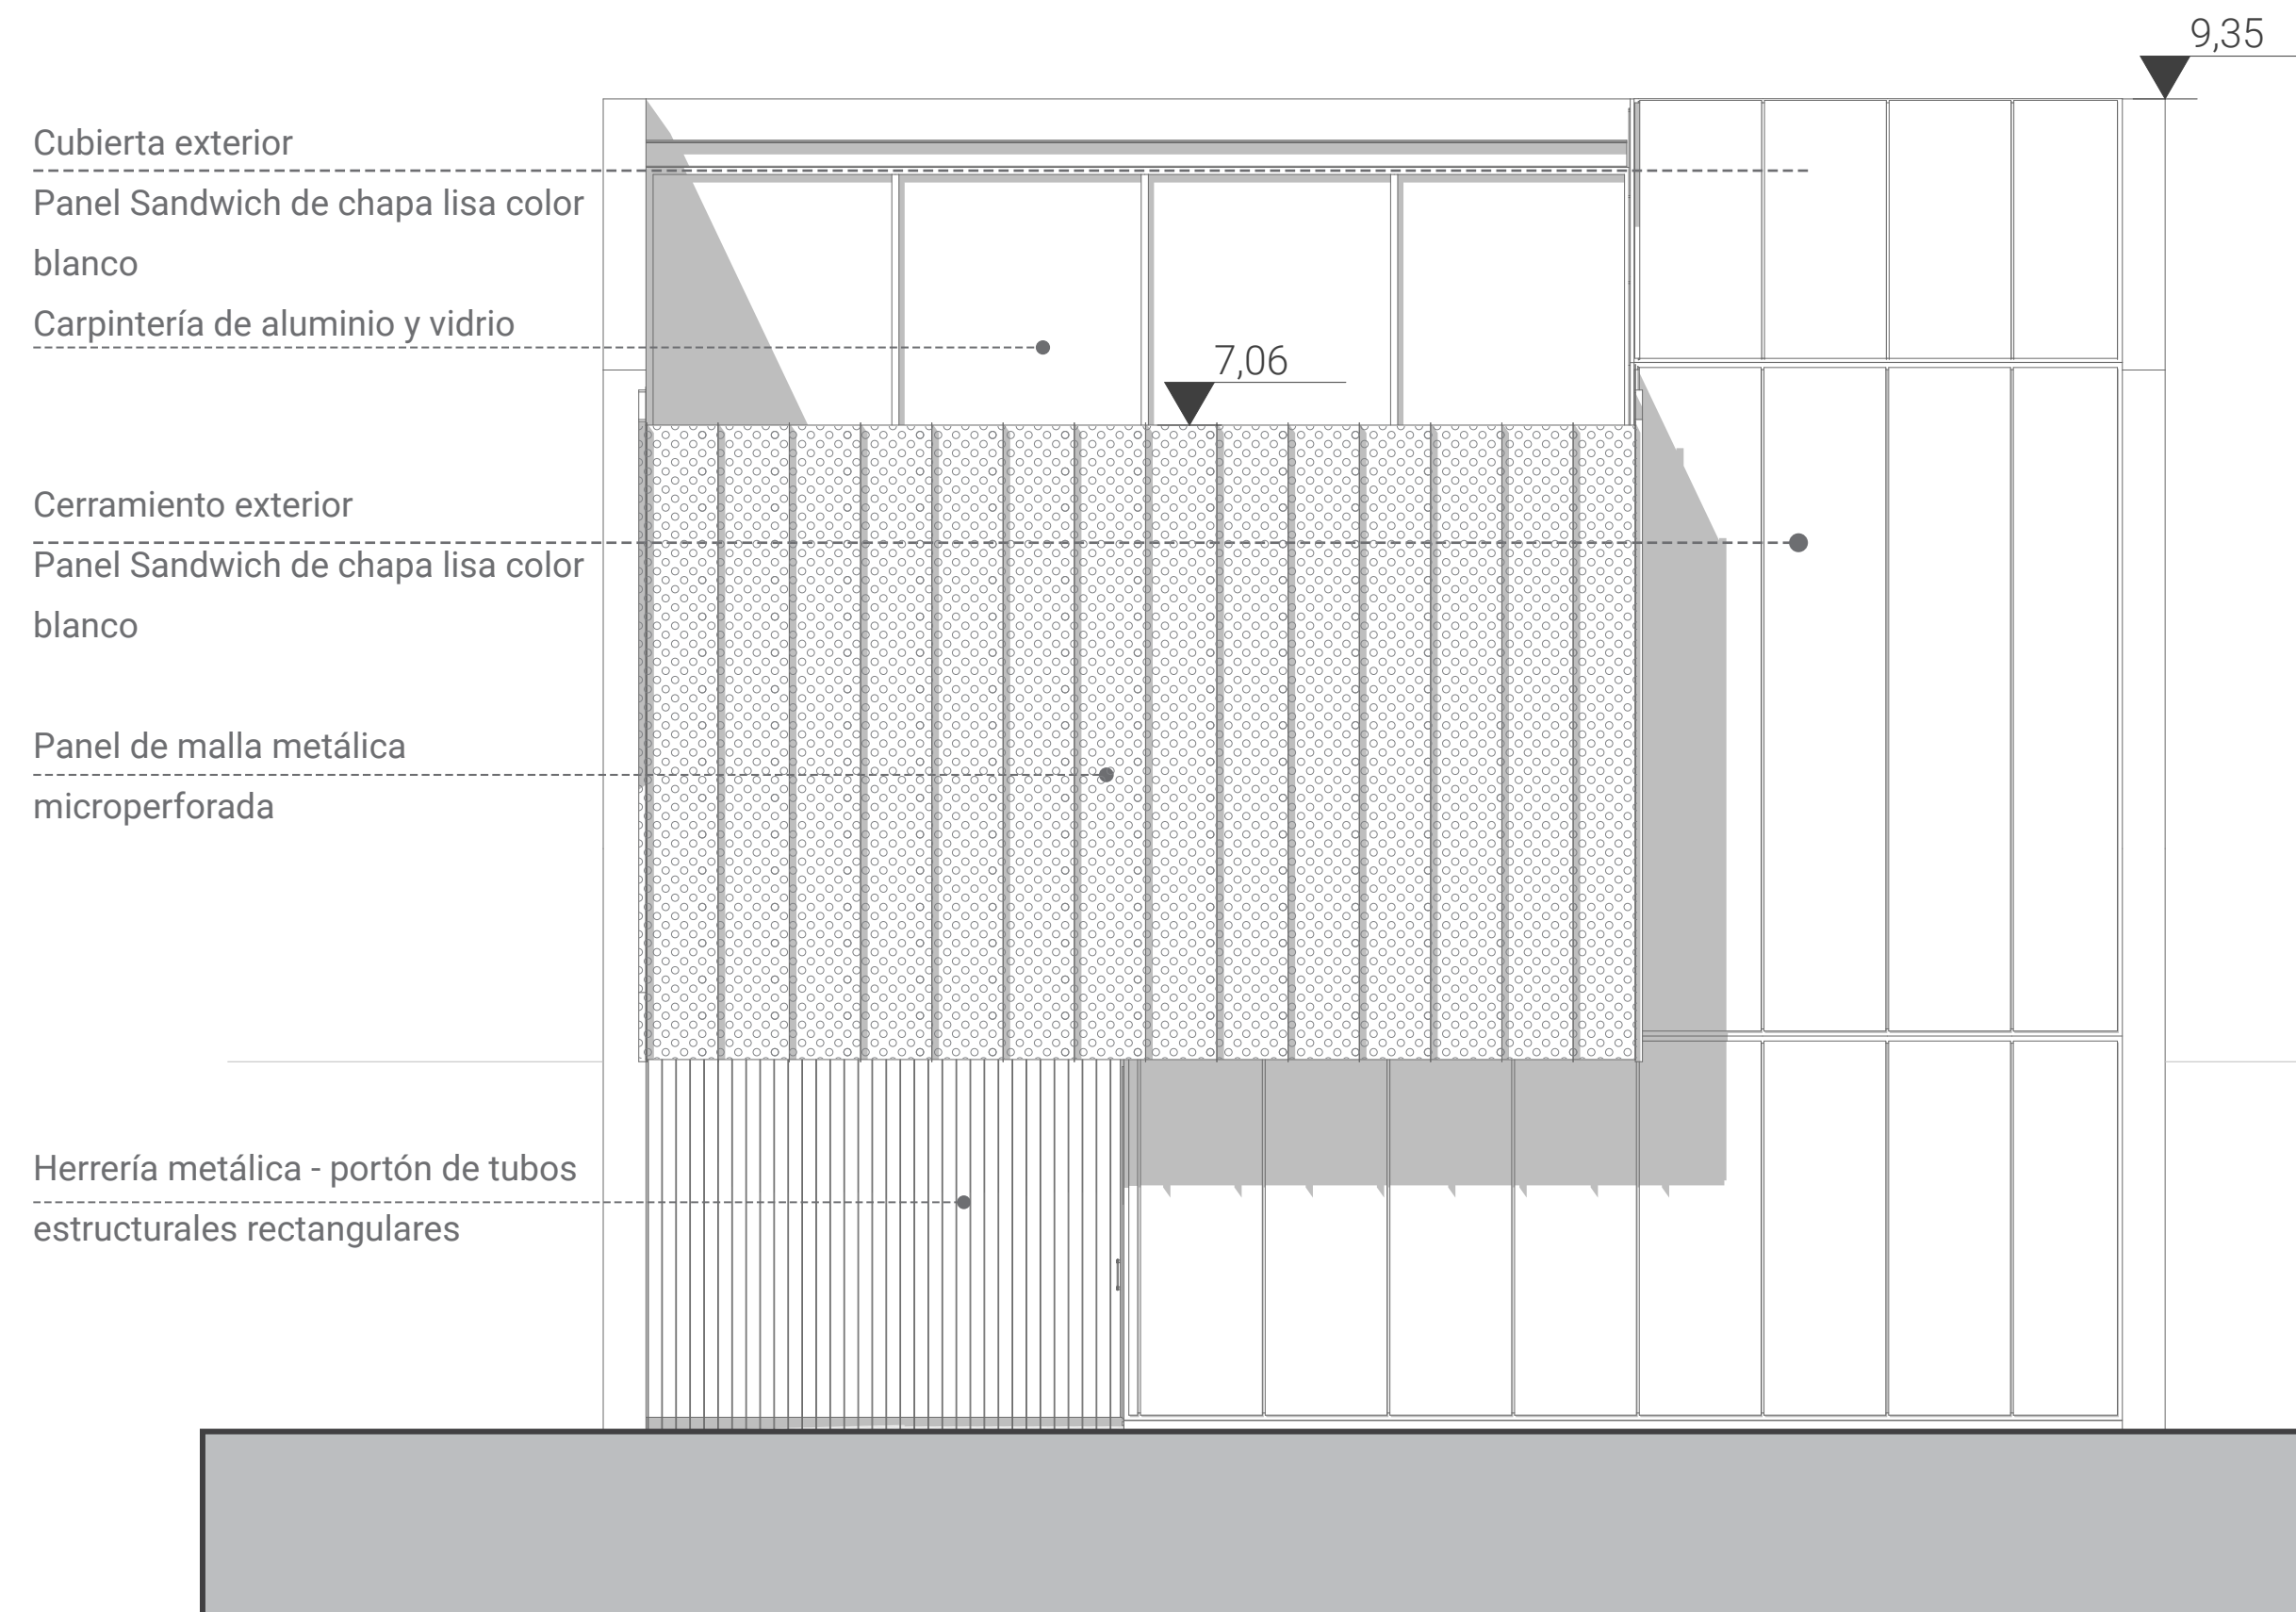 9,35
Cubierta exterior
Panel Sandwich de chapa lisa color
blanco
Carpintería de aluminio y vidrio
7,06
Cerramiento exterior
Panel Sandwich de chapa lisa color
blanco
Panel de malla metálica
microperforada
Herrería metálica - portón de tubos
estructurales rectangulares